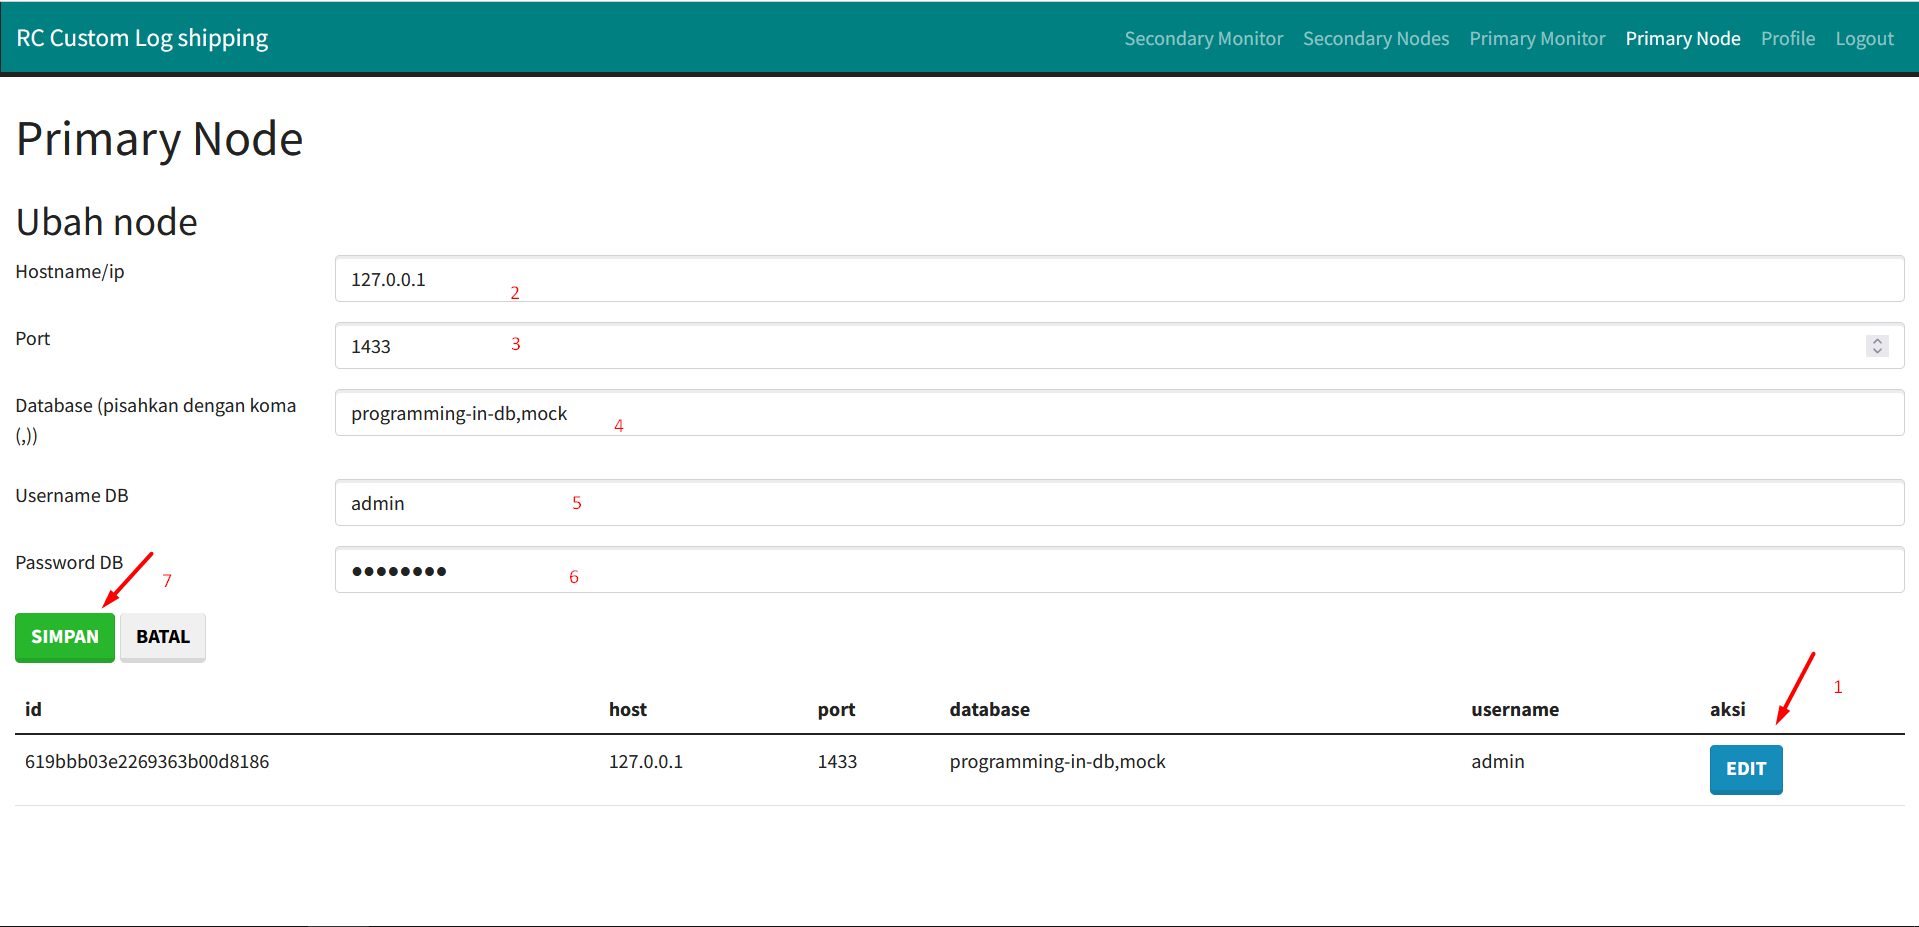 RC Custom Log shipping
Secondary Monitor Secondary Nodes Primary Monitor Primary Node Profile Logout
Primary Node
Ubah node
Hostname/ip
127.0.0.1
2
Port
1433
3
Database (pisahkan dengan koma
(,))
programming-in-db,mock
4
Username DB
admin
5
Password DB
••••••••
6
7
SIMPAN BATAL
1
id host port database username aksi
619bbb03e2269363b00d8186 127.0.0.1 1433 programming-in-db,mock admin EDIT